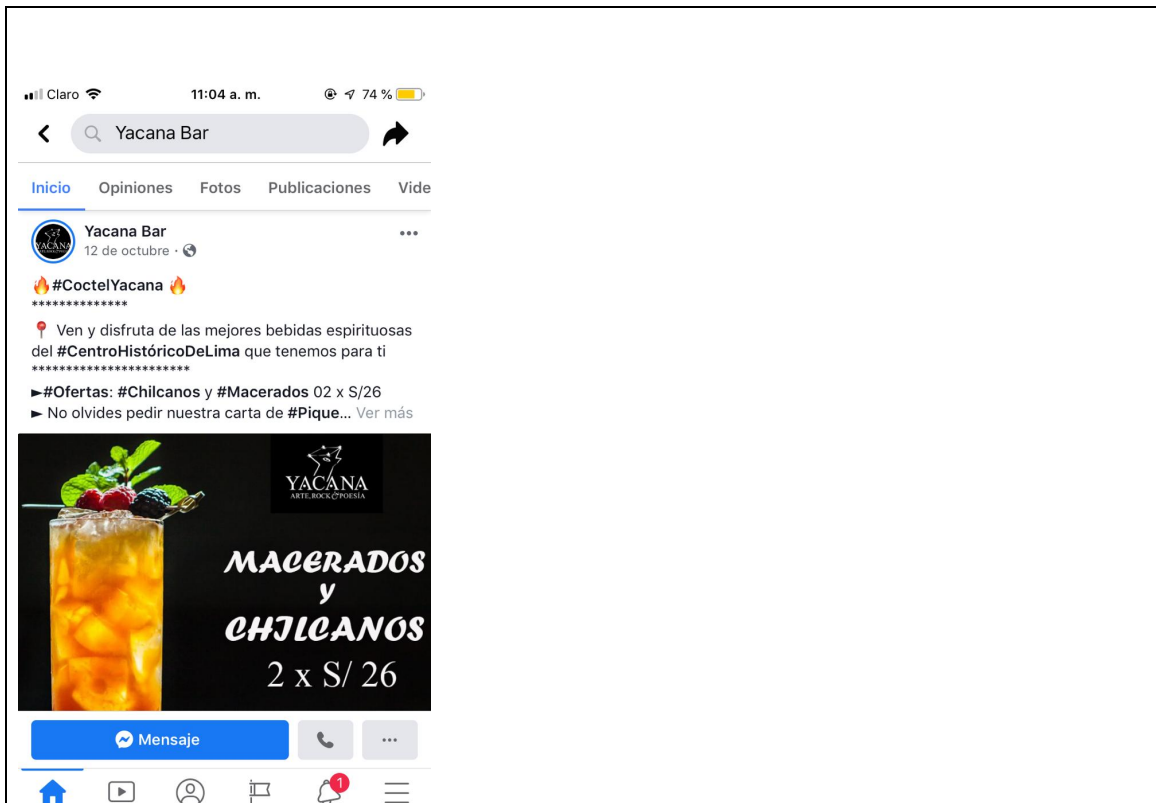 Claro 11:04 a. m. 74 %
Yacana Bar
Inicio Opiniones Fotos Publicaciones Vide
Yacana Bar
12 de octubre ·
🔥#CoctelYacana 🔥
**************
📍 Ven y disfruta de las mejores bebidas espirituosas
del #CentroHistóricoDeLima que tenemos para ti
***********************
►#Ofertas: #Chilcanos y #Macerados 02 x S/26
► No olvides pedir nuestra carta de #Pique... Ver más
YACANA
YACANA
ARTE, ROCK & POESÍA
MACERADOS
y
CHILCANOS
2 x S/ 26
Mensaje
1